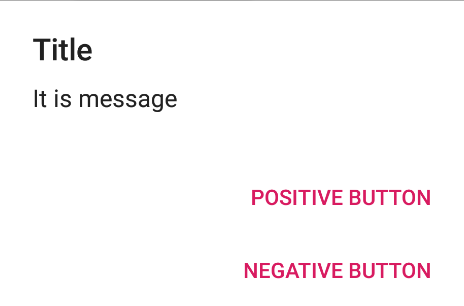 Title
It is message
POSITIVE BUTTON
NEGATIVE BUTTON